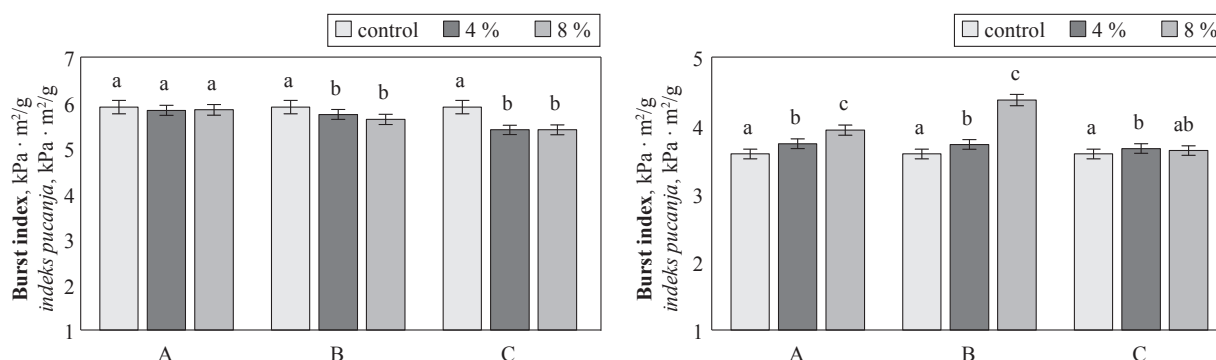 control 4 % 8 %
7
6
5
4
3
2
1
Burst index, kPa · m²/g
indeks pucanja, kPa · m²/g
a a a
a b b
a b b
A B C
control 4 % 8 %
5
4
3
2
1
Burst index, kPa · m²/g
indeks pucanja, kPa · m²/g
a b c
a b c
a b ab
A B C